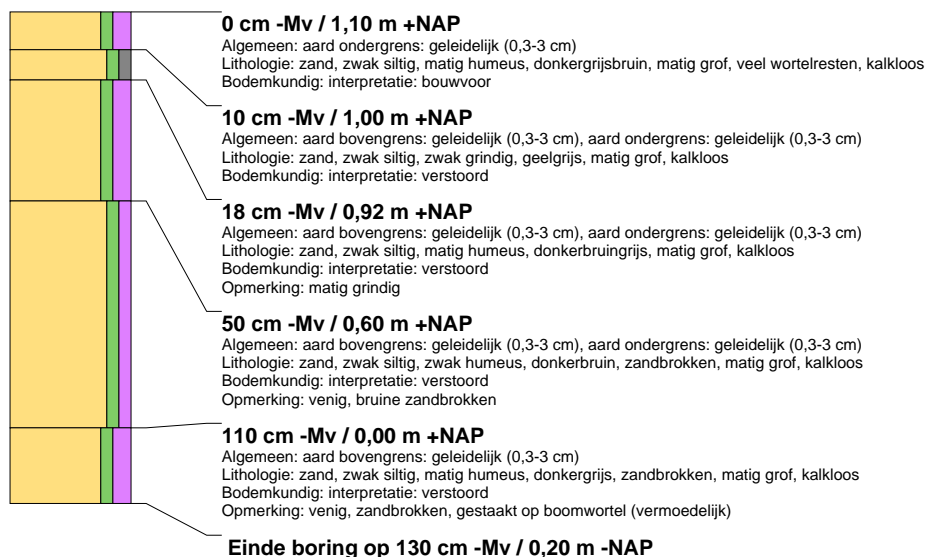 0 cm -Mv / 1,10 m +NAP
Algemeen: aard ondergrens: geleidelijk (0,3-3 cm)
Lithologie: zand, zwak siltig, matig humeus, donkergrijsbruin, matig grof, veel wortelresten, kalkloos
Bodemkundig: interpretatie: bouwvoor
10 cm -Mv / 1,00 m +NAP
Algemeen: aard bovengrens: geleidelijk (0,3-3 cm), aard ondergrens: geleidelijk (0,3-3 cm)
Lithologie: zand, zwak siltig, zwak grindig, geelgrijs, matig grof, kalkloos
Bodemkundig: interpretatie: verstoord
18 cm -Mv / 0,92 m +NAP
Algemeen: aard bovengrens: geleidelijk (0,3-3 cm), aard ondergrens: geleidelijk (0,3-3 cm)
Lithologie: zand, zwak siltig, matig humeus, donkerbruingrijs, matig grof, kalkloos
Bodemkundig: interpretatie: verstoord
Opmerking: matig grindig
50 cm -Mv / 0,60 m +NAP
Algemeen: aard bovengrens: geleidelijk (0,3-3 cm), aard ondergrens: geleidelijk (0,3-3 cm)
Lithologie: zand, zwak siltig, zwak humeus, donkerbruin, zandbrokken, matig grof, kalkloos
Bodemkundig: interpretatie: verstoord
Opmerking: venig, bruine zandbrokken
110 cm -Mv / 0,00 m +NAP
Algemeen: aard bovengrens: geleidelijk (0,3-3 cm)
Lithologie: zand, zwak siltig, matig humeus, donkergrijs, zandbrokken, matig grof, kalkloos
Bodemkundig: interpretatie: verstoord
Opmerking: venig, zandbrokken, gestaakt op boomwortel (vermoedelijk)
Einde boring op 130 cm -Mv / 0,20 m -NAP